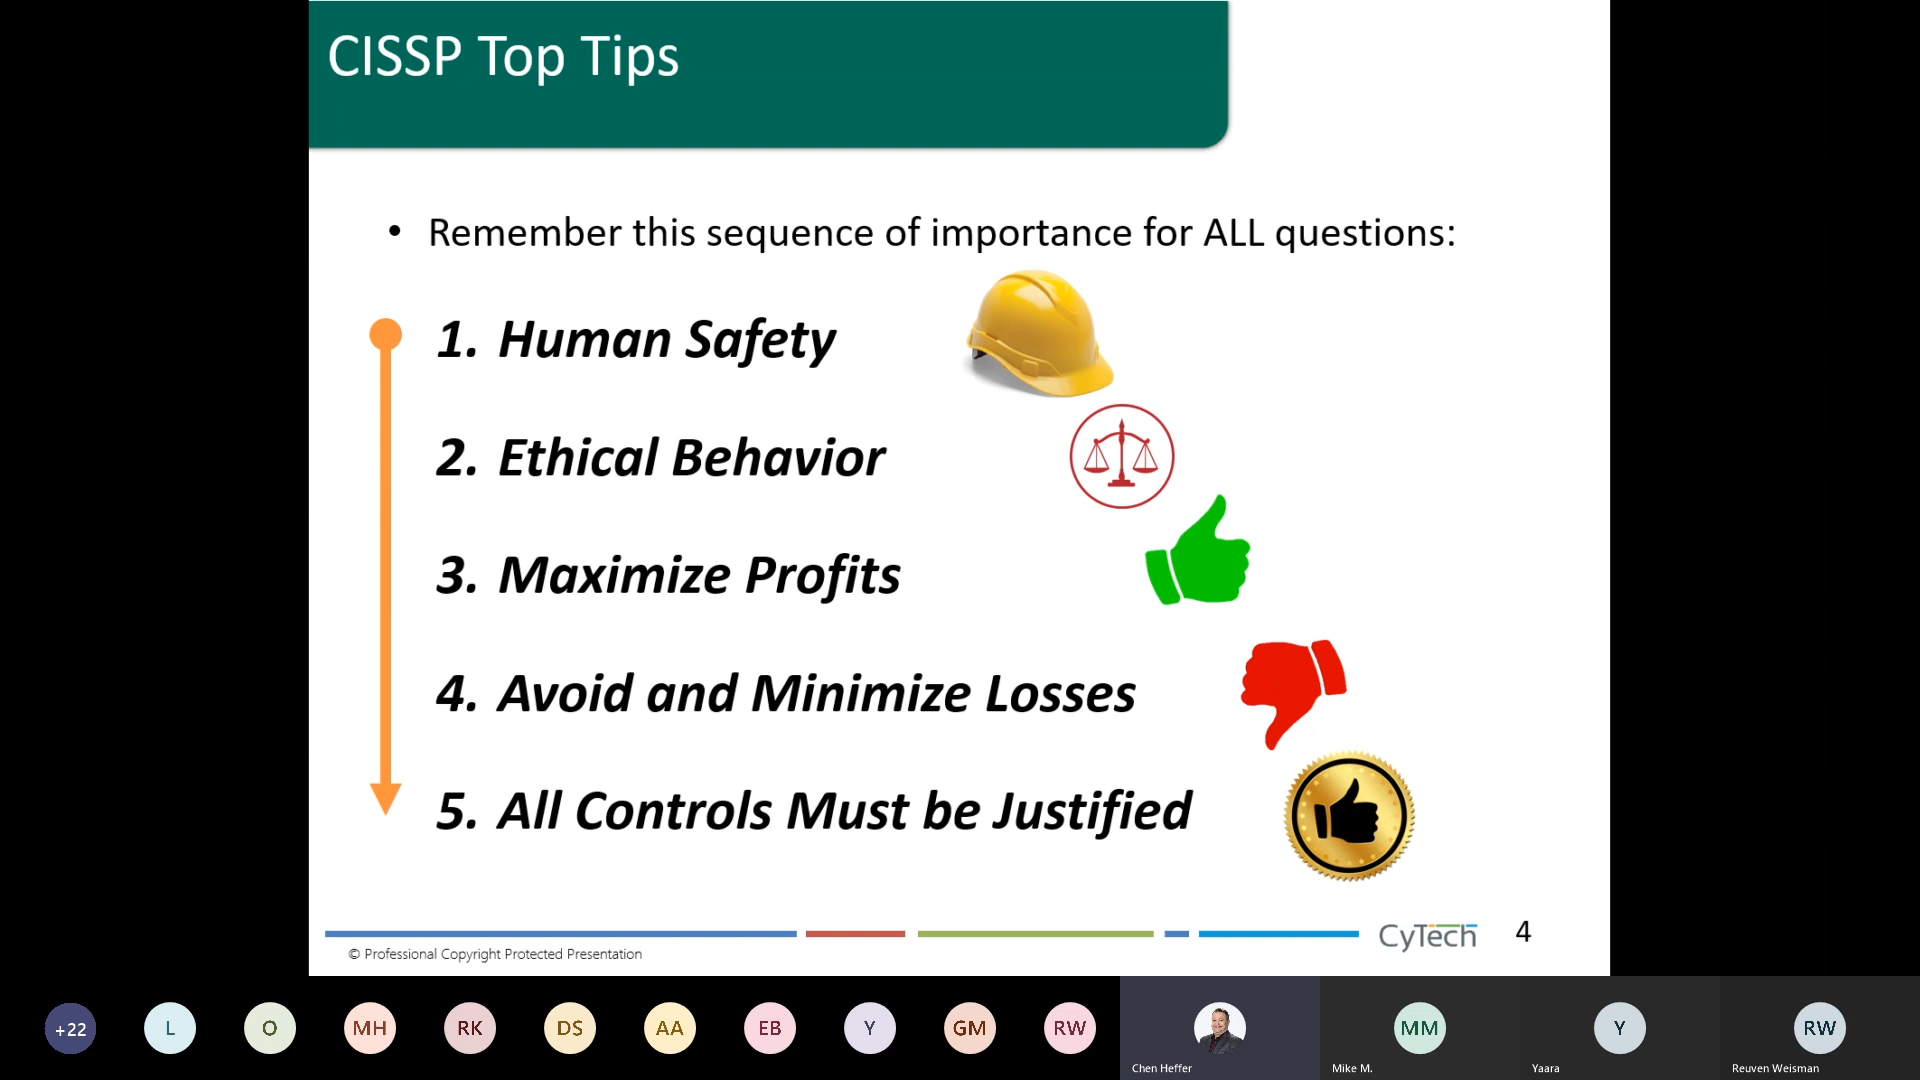 CISSP Top Tips
• Remember this sequence of importance for ALL questions:
1. Human Safety
2. Ethical Behavior
3. Maximize Profits
4. Avoid and Minimize Losses
5. All Controls Must be Justified
© Professional Copyright Protected Presentation
CyTech
4
+22
L
O
MH
RK
DS
AA
EB
Y
GM
RW
Chen Heffer
MM
Mike M.
Y
Yaara
RW
Reuven Weisman